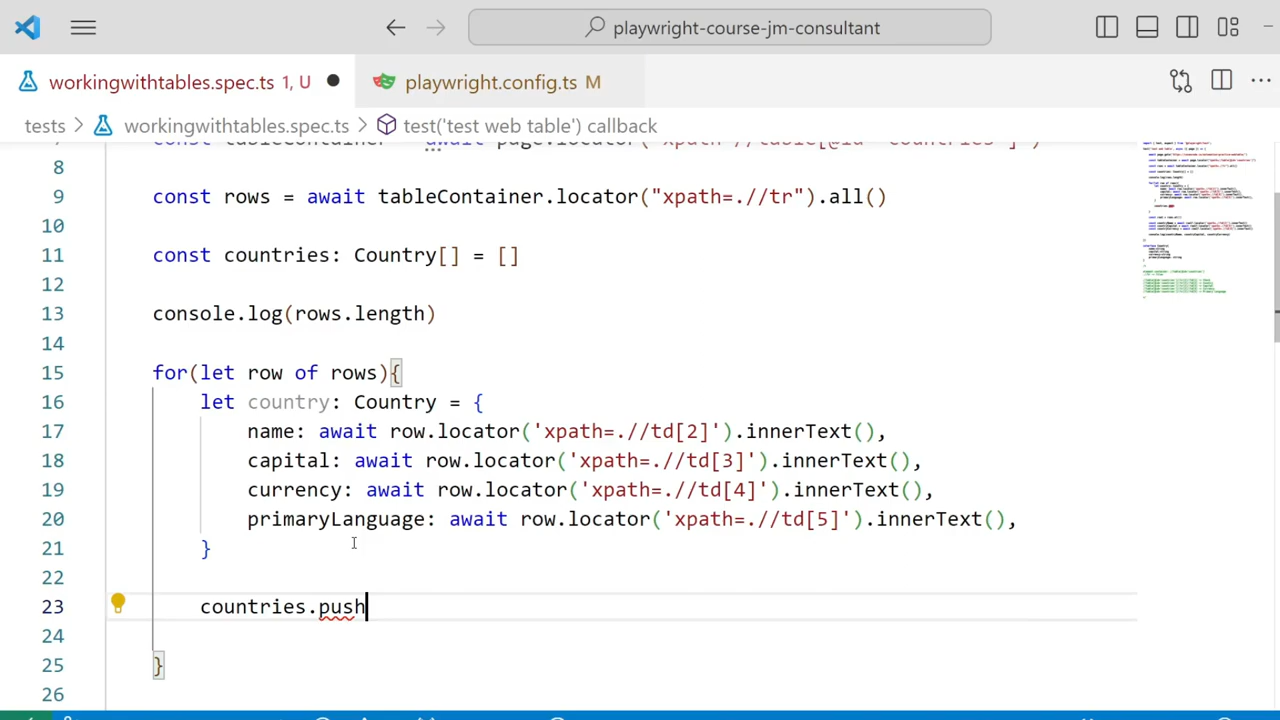 playwright-course-jm-consultant
workingwithtables.spec.ts 1, U
playwright.config.ts M
tests > workingwithtables.spec.ts > test('test web table') callback
8
9 const rows = await tableContainer.locator("xpath=.//tr").all()
10
11 const countries: Country[] = []
12
13 console.log(rows.length)
14
15 for(let row of rows){
16 let country: Country = {
17 name: await row.locator('xpath=.//td[2]').innerText(),
18 capital: await row.locator('xpath=.//td[3]').innerText(),
19 currency: await row.locator('xpath=.//td[4]').innerText(),
20 primaryLanguage: await row.locator('xpath=.//td[5]').innerText(),
21 }
22
23 countries.push
24
25 }
26